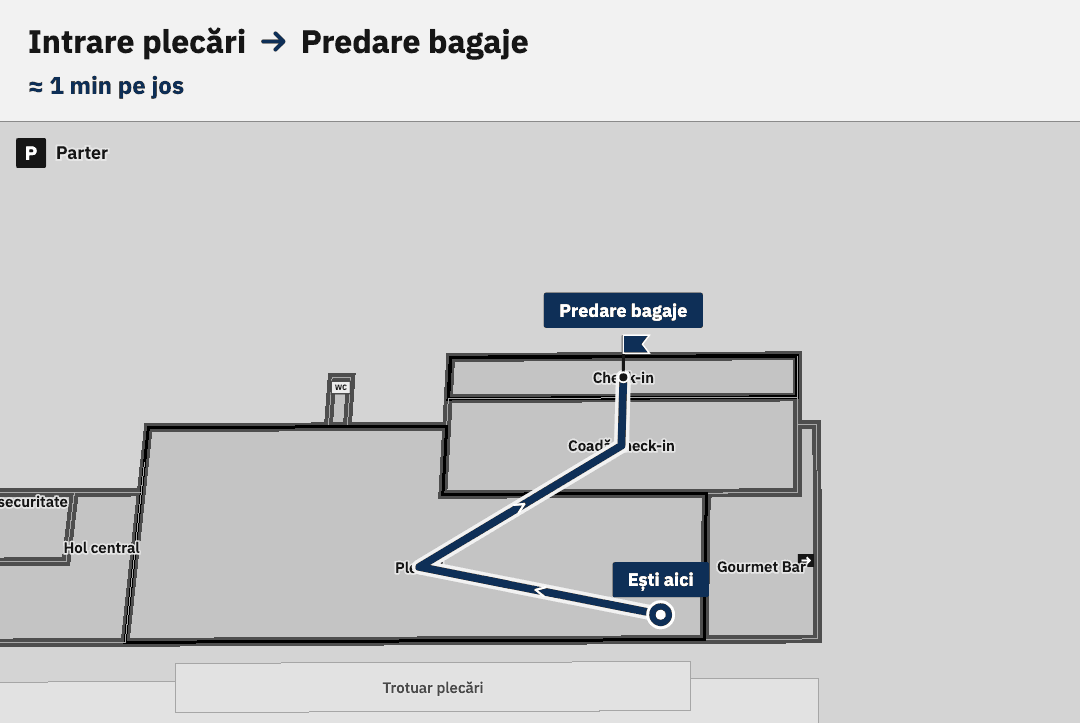 Intrare plecări → Predare bagaje
≈ 1 min pe jos
P Parter
Predare bagaje
wc
Check-in
Coadă check-in
securitate
Hol central
Gourmet Bar
Ești aici
Trotuar plecări